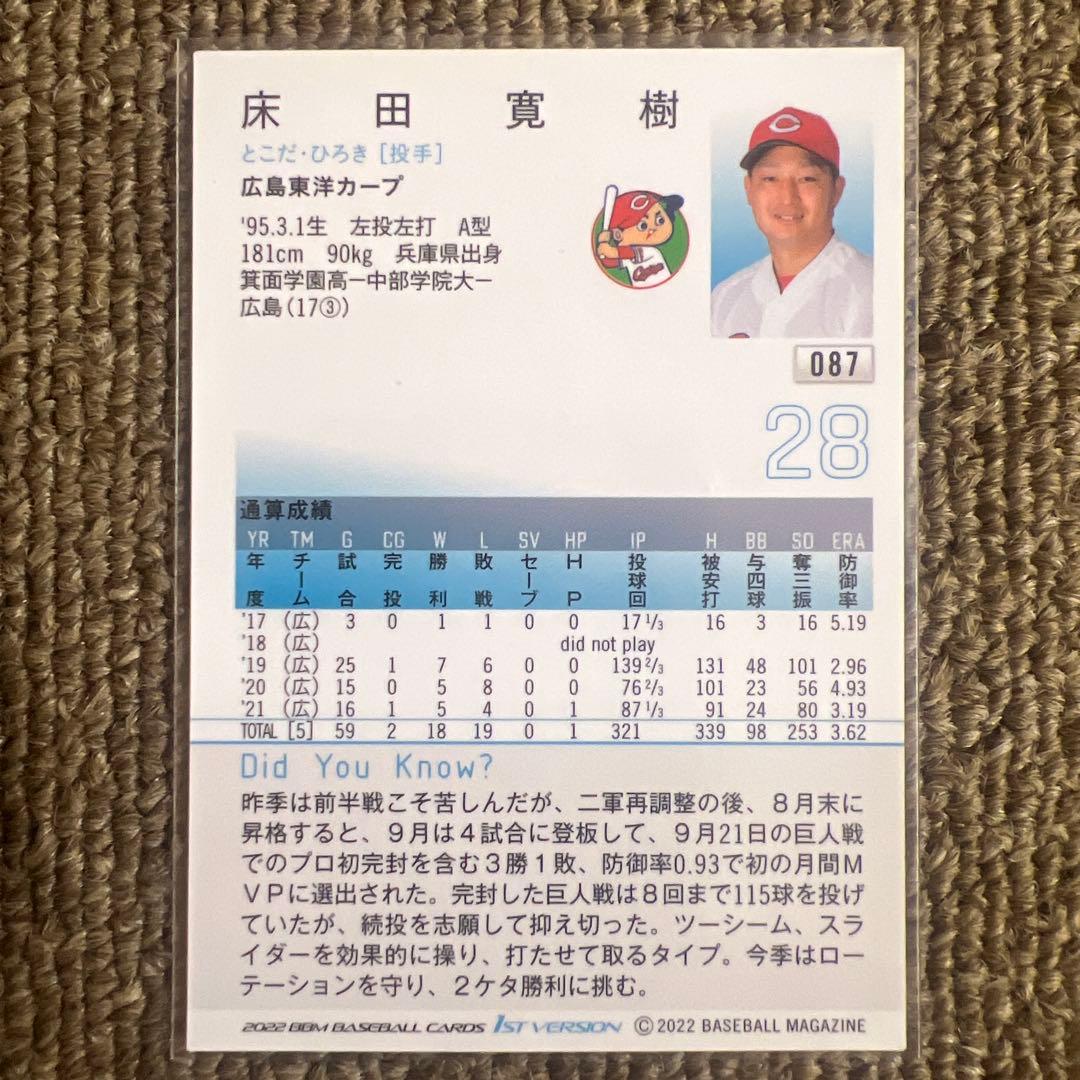 床田寛樹
とこだ・ひろき [投手]
広島東洋カープ
'95.3.1生 左投左打 A型
181cm 90kg 兵庫県出身
箕面学園高ー中部学院大ー
広島(17③)
C
Carp
087
28
通算成績
YR TM G CG W L SV HP IP H BB SO ERA
年度 チーム 試合 完投 勝利 敗戦 セーブ HP 投球回 被安打 与四球 奪三振 防御率
'17 (広) 3 0 1 1 0 0 17 1/3 16 3 16 5.19
'18 (広) did not play
'19 (広) 25 1 7 6 0 0 139 2/3 131 48 101 2.96
'20 (広) 15 0 5 8 0 0 76 2/3 101 23 56 4.93
'21 (広) 16 1 5 4 0 1 87 1/3 91 24 80 3.19
TOTAL [5] 59 2 18 19 0 1 321 339 98 253 3.62
Did You Know?
昨季は前半戦こそ苦しんだが、二軍再調整の後、8月末に
昇格すると、9月は4試合に登板して、9月21日の巨人戦
でのプロ初完封を含む3勝1敗、防御率0.93で初の月間M
VPに選出された。完封した巨人戦は8回まで115球を投げ
ていたが、続投を志願して抑え切った。ツーシーム、スラ
イダーを効果的に操り、打たせて取るタイプ。今季はロー
テーションを守り、2ケタ勝利に挑む。
2022 BBM BASEBALL CARDS 1ST VERSION ©2022 BASEBALL MAGAZINE